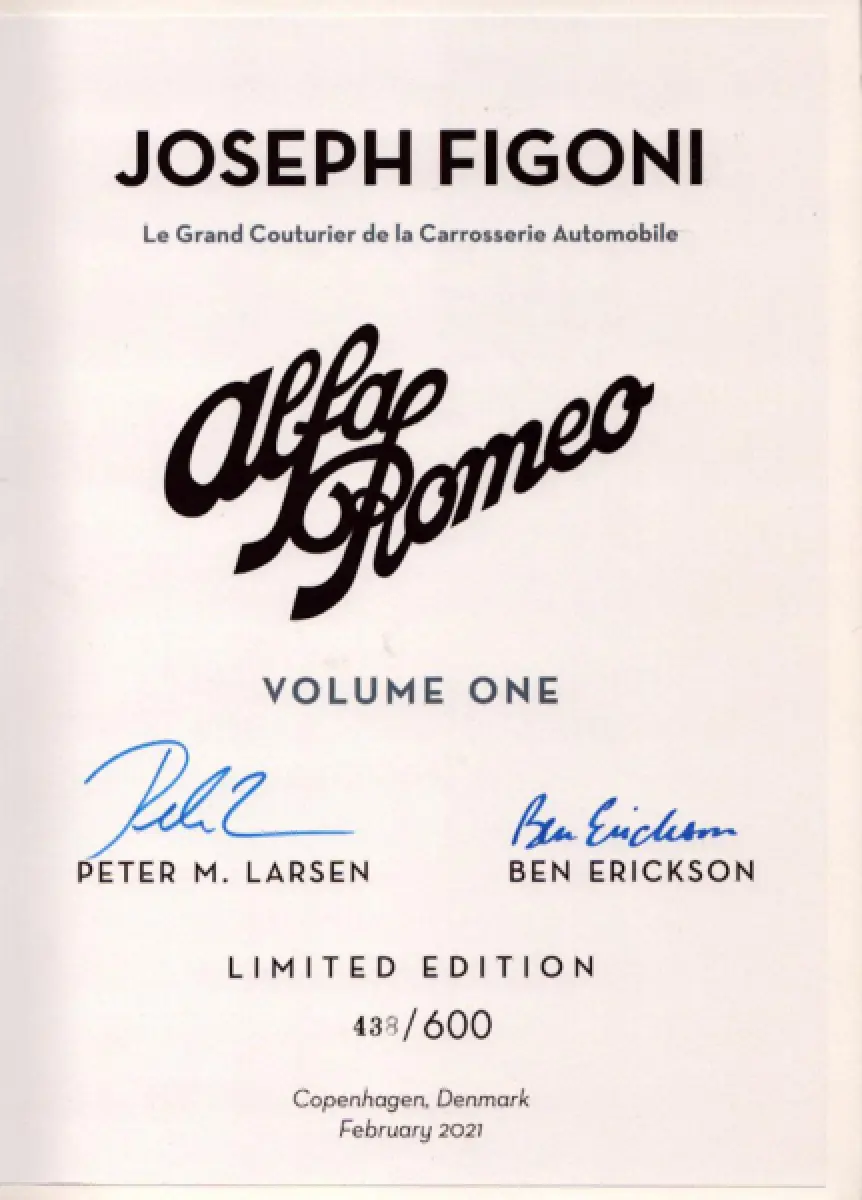 JOSEPH FIGONI
Le Grand Couturier de la Carrosserie Automobile
Alfa
Romeo
VOLUME ONE
Ben Erickson
PETER M. LARSEN BEN ERICKSON
LIMITED EDITION
438/600
Copenhagen, Denmark
February 2021